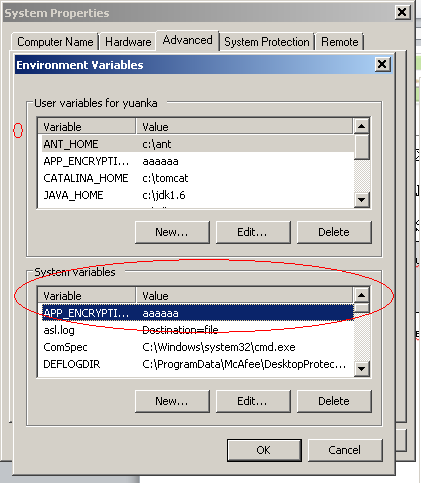 System Properties
Computer Name Hardware Advanced System Protection Remote
Environment Variables
User variables for yuanka
Variable Value
ANT_HOME c:\ant
APP_ENCRYPTI... aaaaaa
CATALINA_HOME c:\tomcat
JAVA_HOME c:\jdk1.6
New... Edit... Delete
System variables
Variable Value
APP_ENCRYPTI... aaaaaa
asl.log Destination=file
ComSpec C:\Windows\system32\cmd.exe
DEFLOGDIR C:\ProgramData\McAfee\DesktopProtec...
New... Edit... Delete
OK Cancel